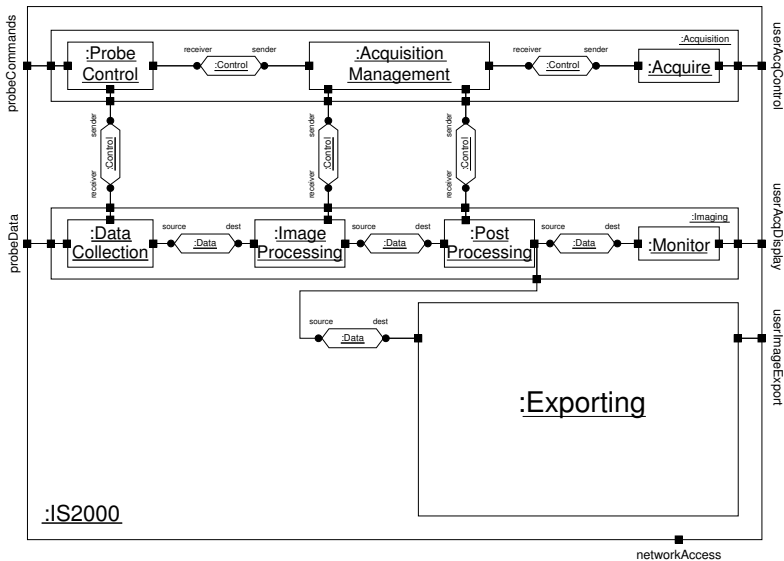 probeCommands
userAcqControl
:Acquisition
:Probe
Control
receiver
sender
:Control
:Acquisition
Management
receiver
sender
:Control
:Acquire
sender
:Control
receiver
sender
:Control
receiver
sender
:Control
receiver
probeData
userAcqDisplay
:Imaging
:Data
Collection
source
dest
:Data
:Image
Processing
source
dest
:Data
:Post
Processing
source
dest
:Data
:Monitor
source
dest
:Data
userImageExport
:Exporting
:IS2000
networkAccess